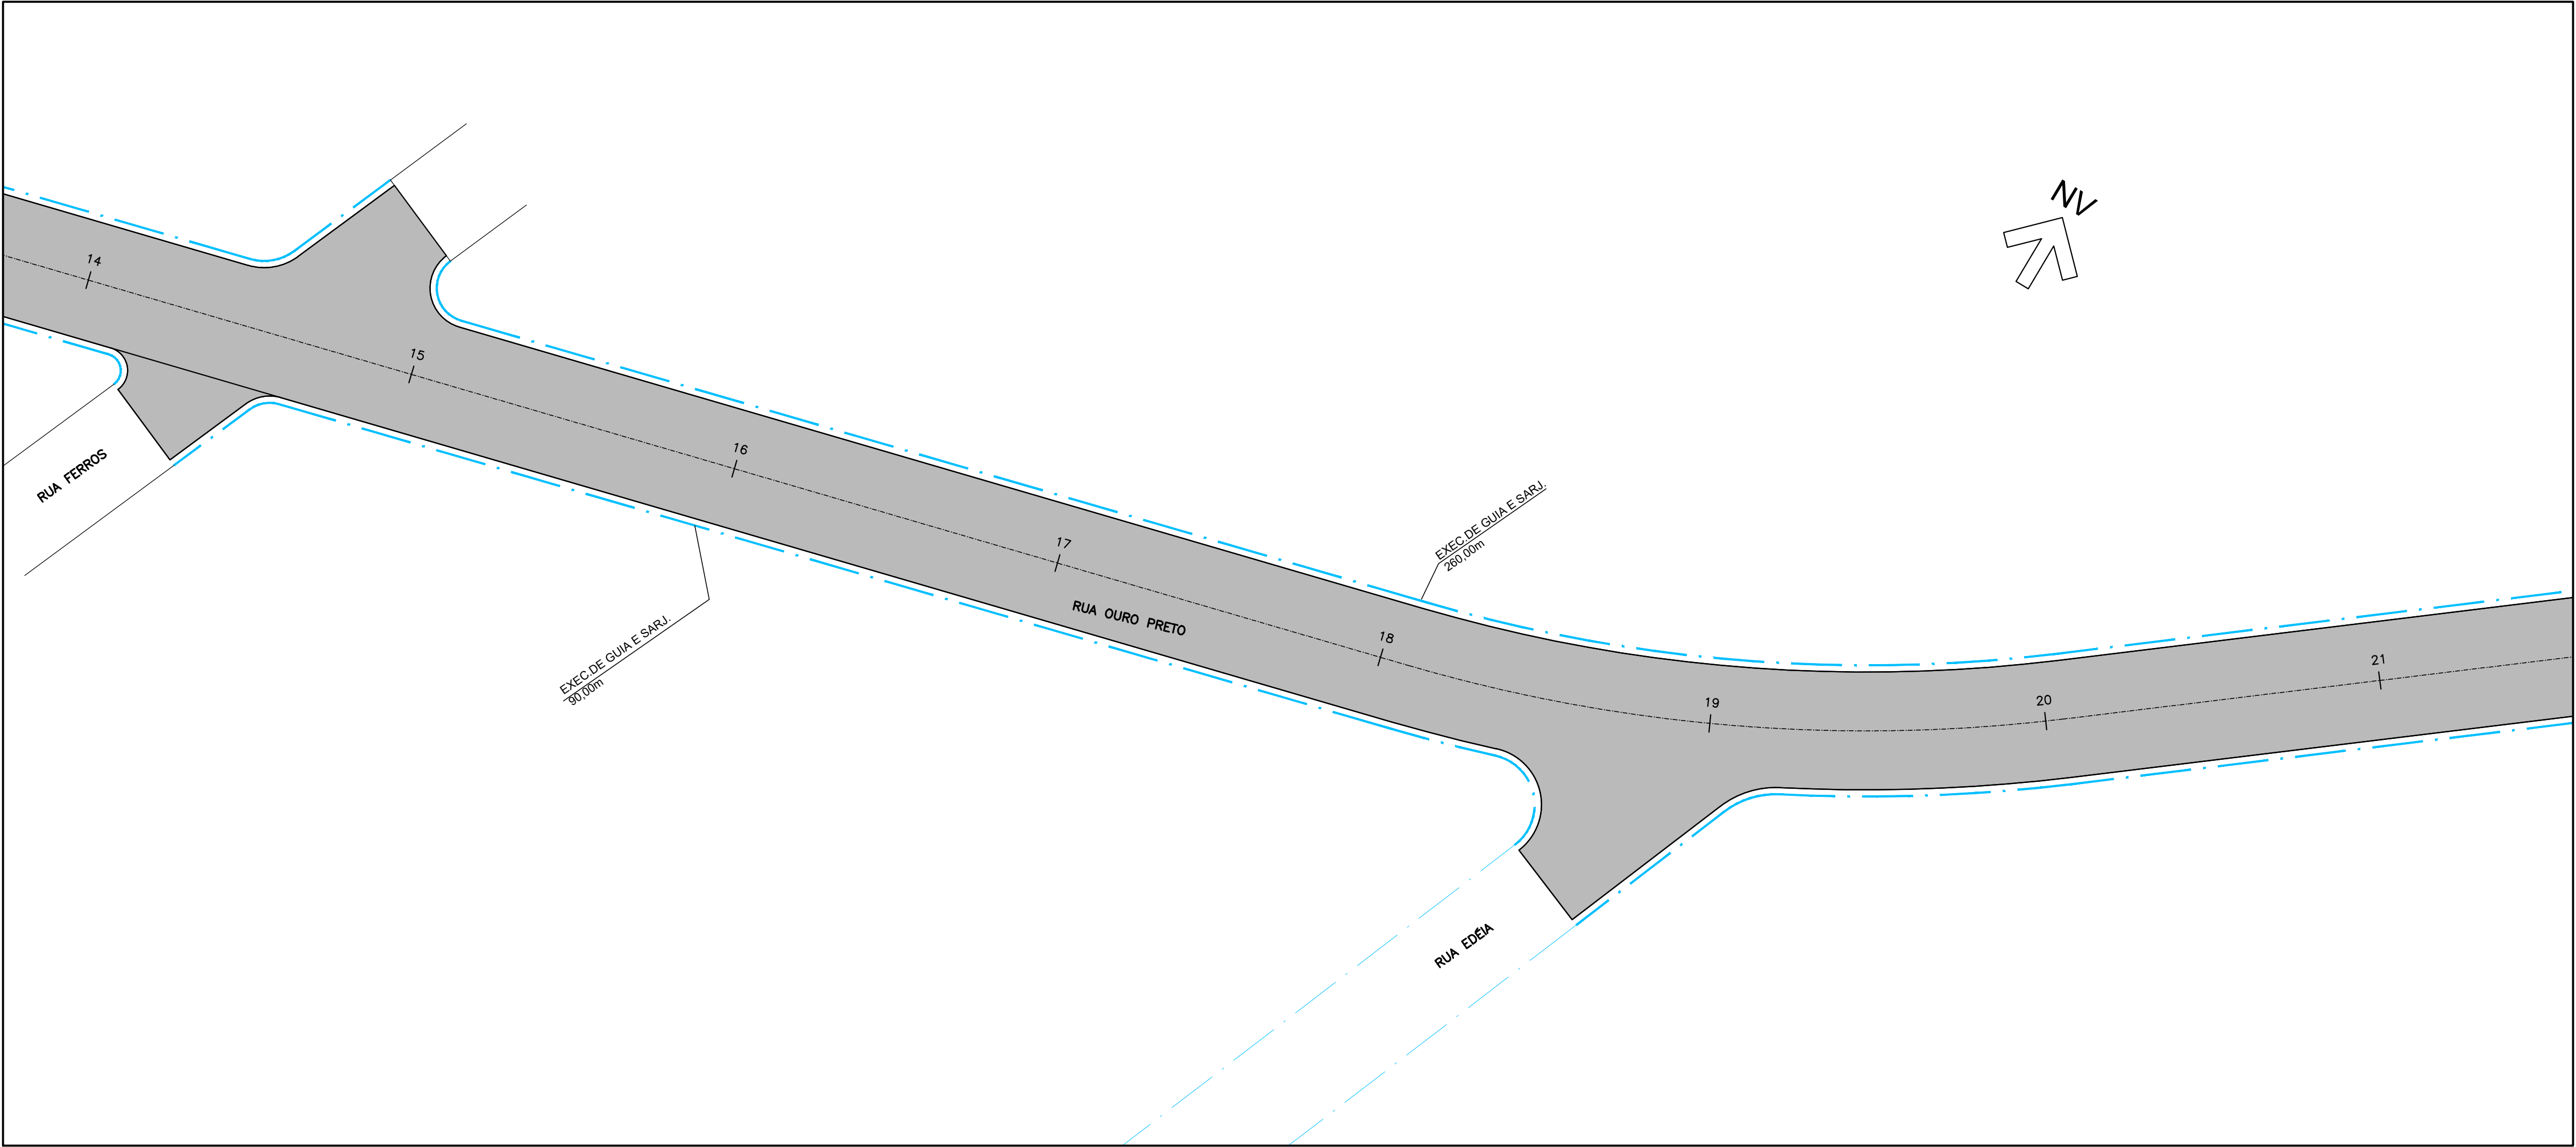 NV
14
15
16
17
18
19
20
21
RUA FERROS
EXEC.DE GUIA E SARJ.
260,00m
RUA OURO PRETO
EXEC.DE GUIA E SARJ.
90,00m
RUA EDÉIA